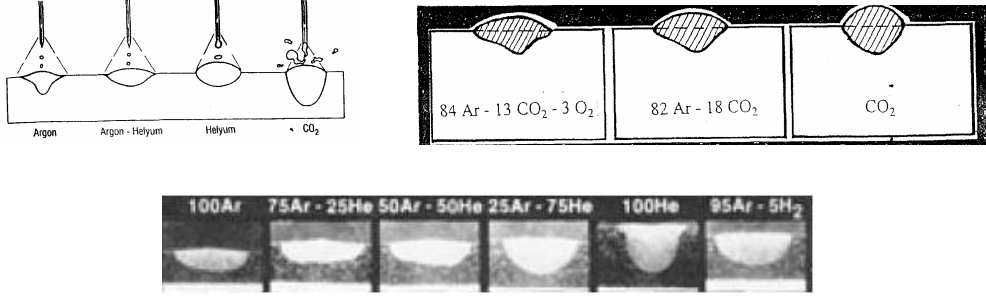 Argon
Argon - Helyum
Helyum
CO₂
84 Ar - 13 CO₂ - 3 O₂
82 Ar - 18 CO₂
CO₂
100Ar
75Ar - 25He
50Ar - 50He
25Ar - 75He
100He
95Ar - 5H₂